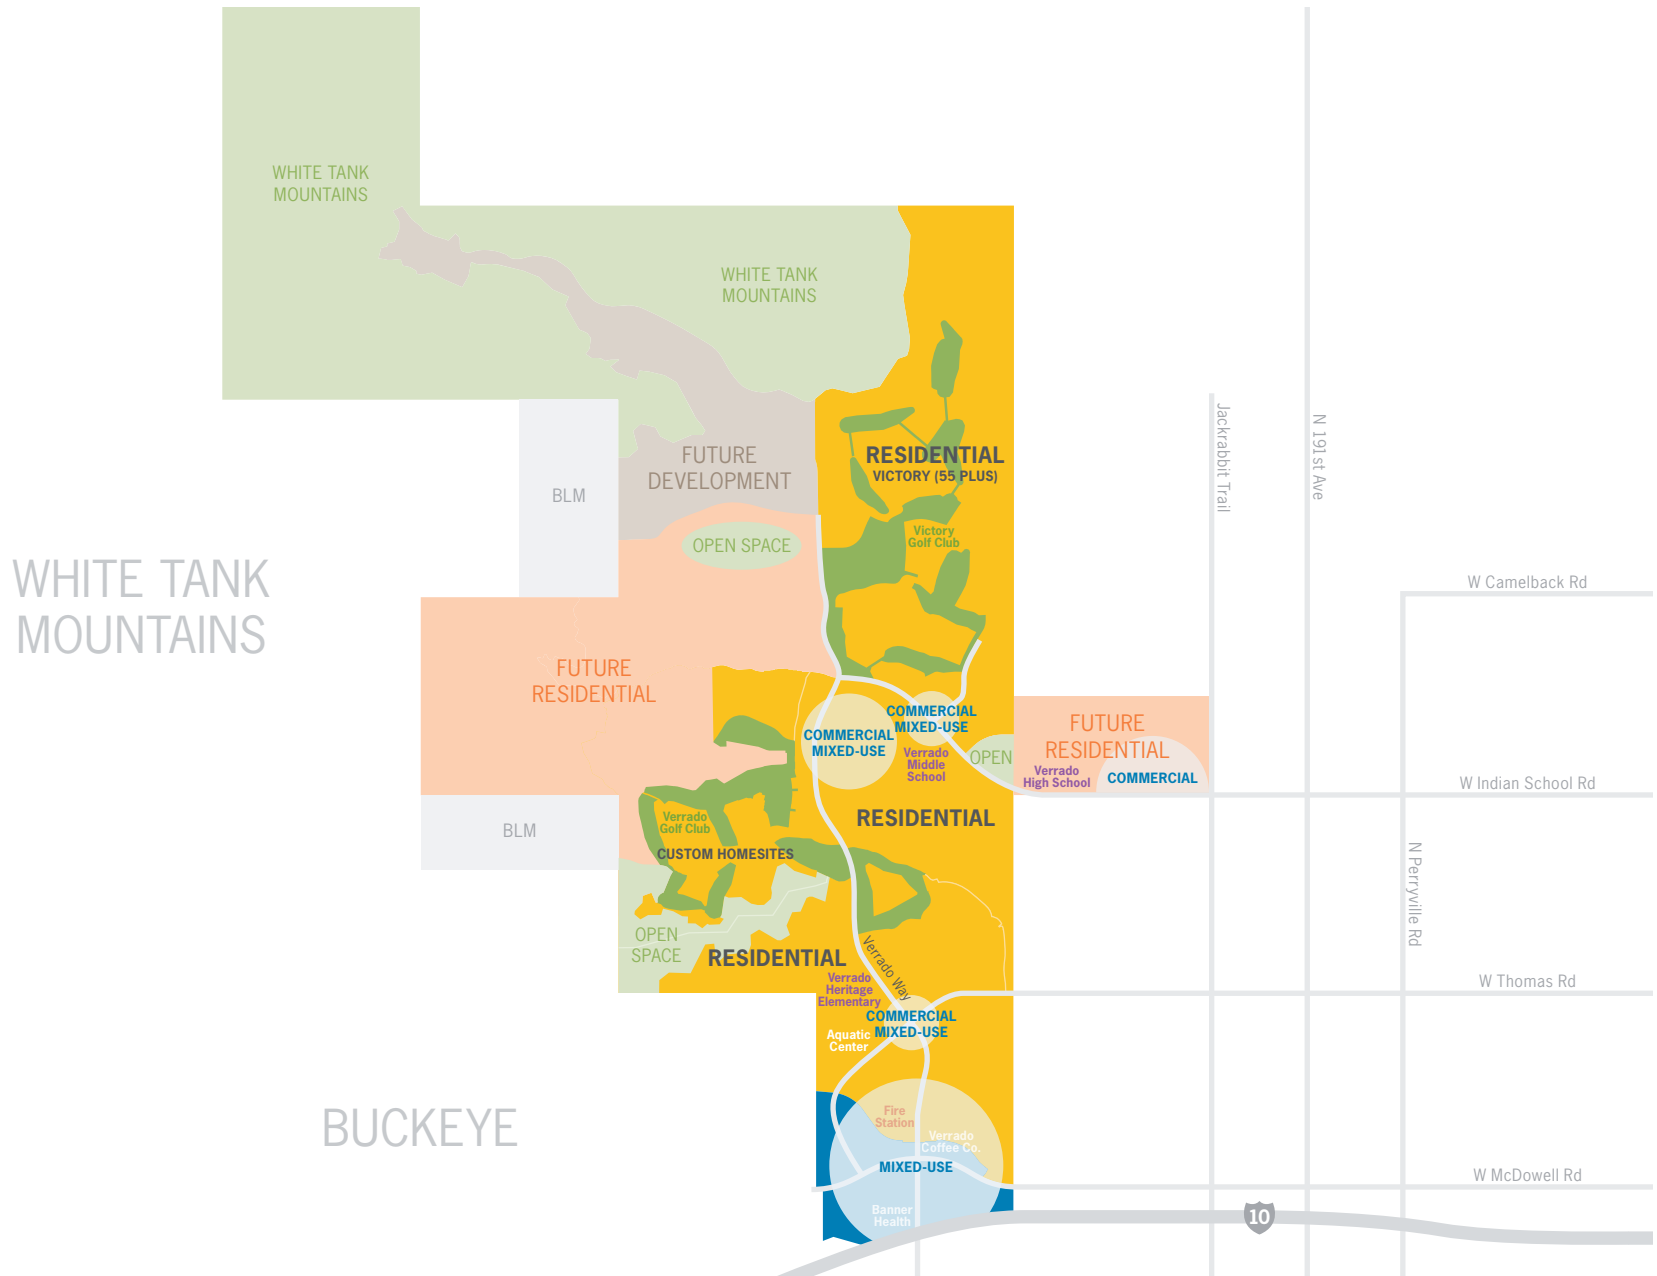 WHITE TANK
MOUNTAINS
WHITE TANK
MOUNTAINS
FUTURE
DEVELOPMENT
RESIDENTIAL
VICTORY (55 PLUS)
Jackrabbit Trail
N 191st Ave
BLM
OPEN SPACE
Victory
Golf Club
WHITE TANK
MOUNTAINS
W Camelback Rd
FUTURE
RESIDENTIAL
COMMERCIAL
MIXED-USE
COMMERCIAL
MIXED-USE
FUTURE
RESIDENTIAL
Verrado
Middle
School
OPEN
Verrado
High School
COMMERCIAL
W Indian School Rd
BLM
Verrado
Golf Club
RESIDENTIAL
CUSTOM HOMESITES
N Perryville Rd
OPEN
SPACE
RESIDENTIAL
Verrado Way
Verrado
Heritage
Elementary
W Thomas Rd
COMMERCIAL
MIXED-USE
Aquatic
Center
BUCKEYE
Fire
Station
Verrado
Coffee Co.
MIXED-USE
W McDowell Rd
Banner
Health
10